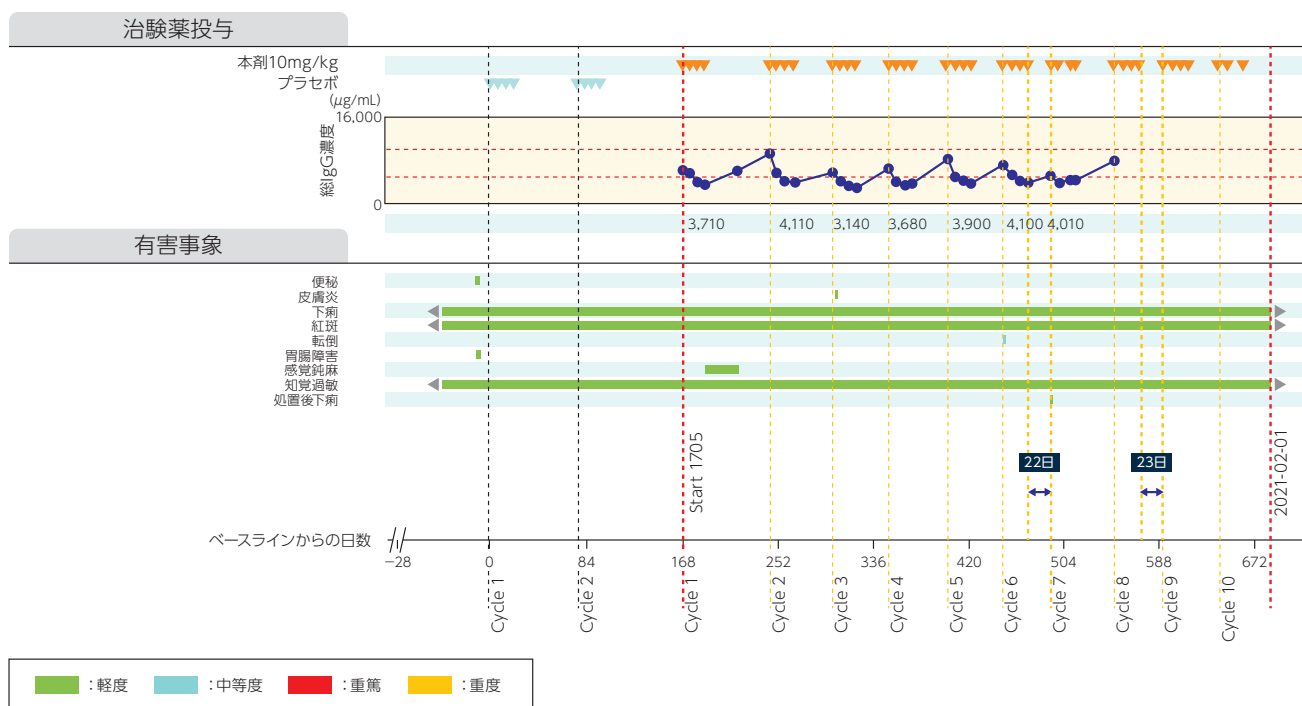 治験薬投与
本剤10mg/kg
プラセボ
(μg/mL)
16,000
総IgG濃度
0
3,710 4,110 3,140 3,680 3,900 4,100 4,010
有害事象
便秘
皮膚炎
下痢
紅斑
転倒
胃腸障害
感覚鈍麻
知覚過敏
処置後下痢
Start 1705
22日 23日
2021-02-01
ベースラインからの日数
−28 0 84 168 252 336 420 504 588 672
Cycle 1 Cycle 2 Cycle 1 Cycle 2 Cycle 3 Cycle 4 Cycle 5 Cycle 6 Cycle 7 Cycle 8 Cycle 9 Cycle 10
：軽度 ：中等度 ：重篤 ：重度